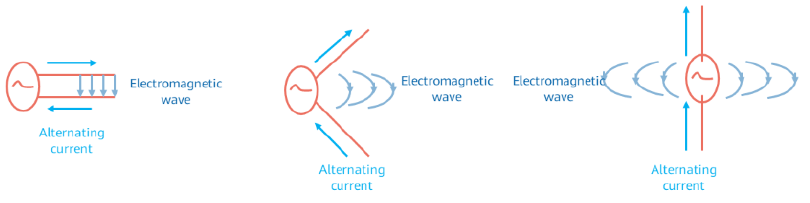 Electromagnetic
wave
Alternating
current
Electromagnetic
wave
Alternating
current
Electromagnetic
wave
Alternating
current